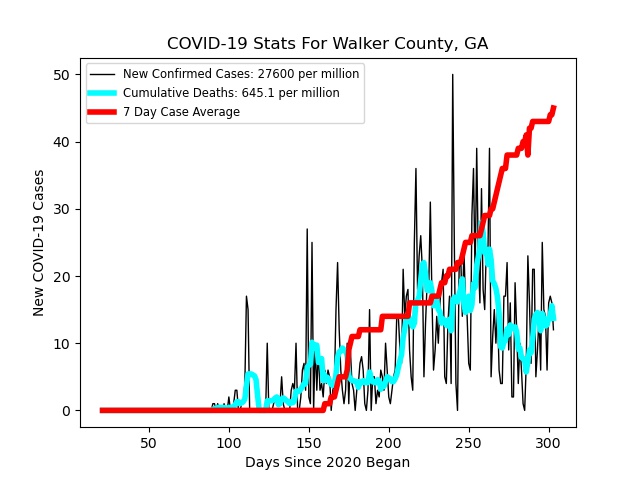 COVID-19 Stats For Walker County, GA
New Confirmed Cases: 27600 per million
Cumulative Deaths: 645.1 per million
7 Day Case Average
New COVID-19 Cases
50
40
30
20
10
0
50 100 150 200 250 300
Days Since 2020 Began